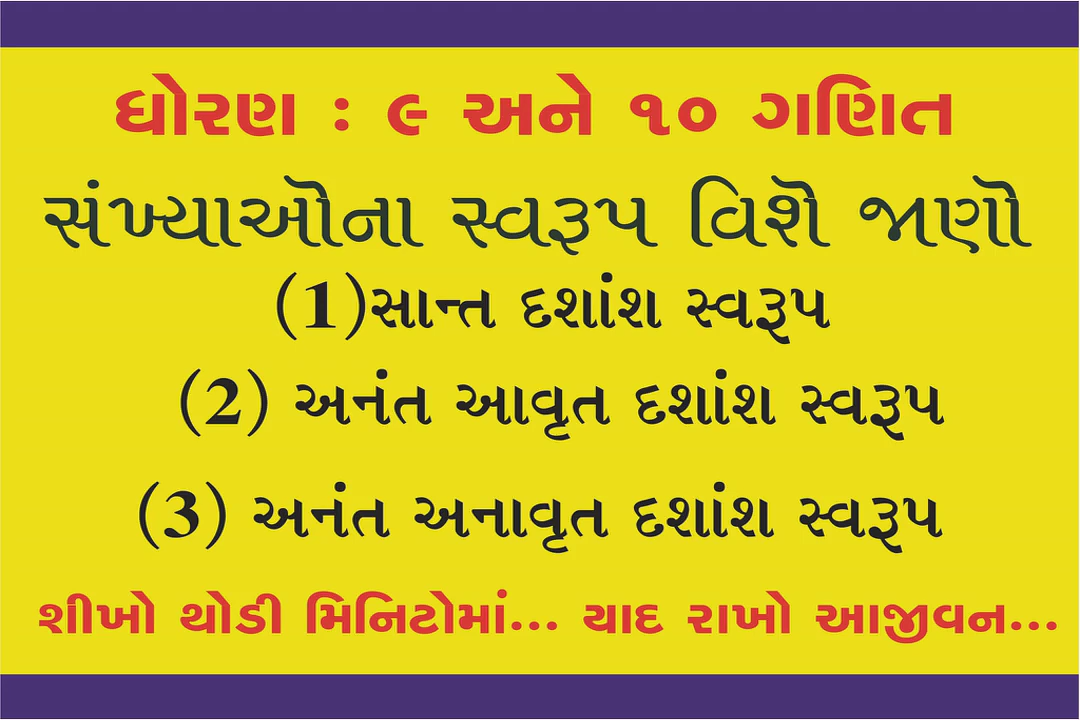 ધોરણ : ૯ અને ૧૦ ગણિત
સંખ્યાઓના સ્વરૂપ વિશે જાણો
(1)સાન્ત દશાંશ સ્વરૂપ
(2) અનંત આવૃત દશાંશ સ્વરૂપ
(3) અનંત અનાવૃત દશાંશ સ્વરૂપ
શીખો થોડી મિનિટોમાં... યાદ રાખો આજીવન...